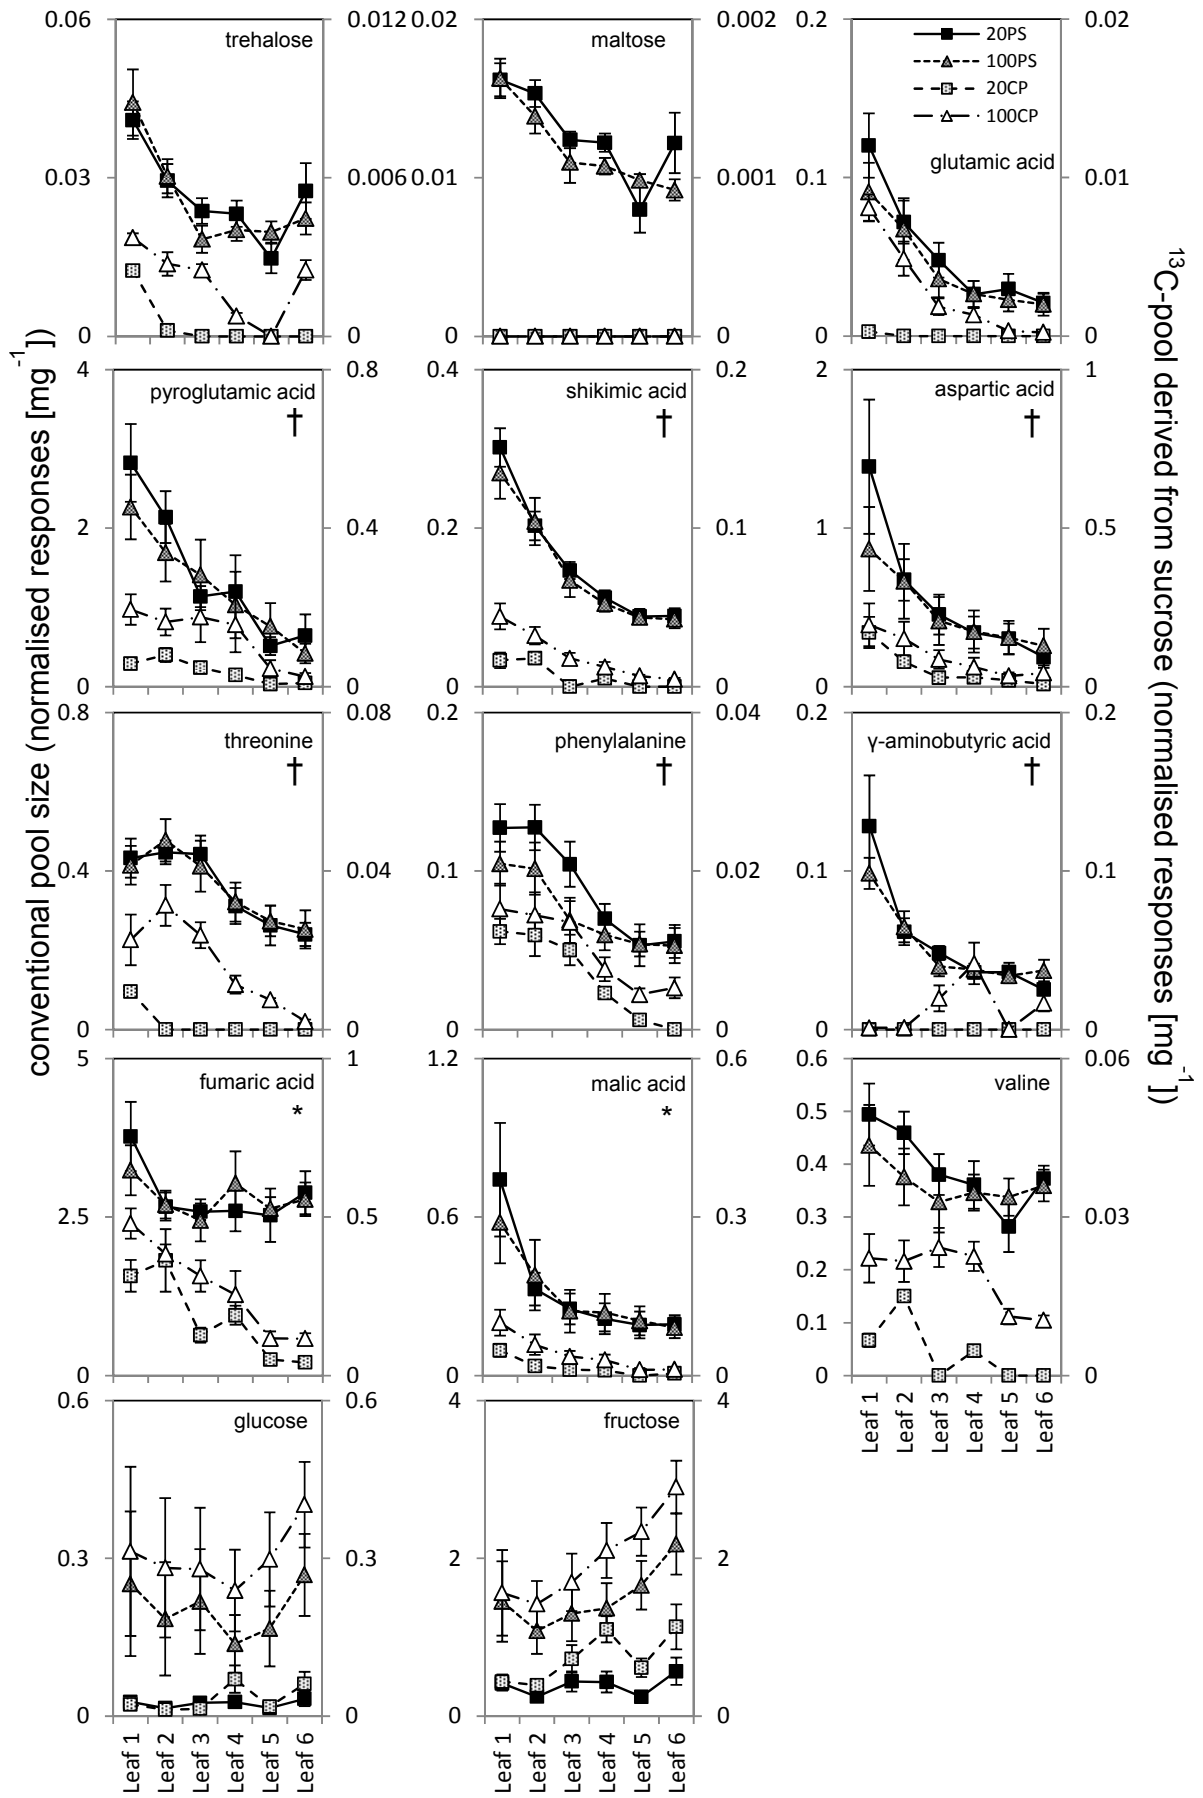 conventional pool size (normalised responses [mg⁻¹])
¹³C-pool derived from sucrose (normalised responses [mg⁻¹])
0.06
0.03
0
trehalose
0.012
0.006
0
0.02
0.01
0
maltose
0.002
0.001
0
0.2
0.1
0
20PS
100PS
20CP
100CP
glutamic acid
0.02
0.01
0
4
2
0
pyroglutamic acid
†
0.8
0.4
0
0.4
0.2
0
shikimic acid
†
0.2
0.1
0
2
1
0
aspartic acid
†
1
0.5
0
0.8
0.4
0
threonine
†
0.08
0.04
0
0.2
0.1
0
phenylalanine
†
0.04
0.02
0
0.2
0.1
0
γ-aminobutyric acid
†
0.2
0.1
0
5
2.5
0
fumaric acid
*
1
0.5
0
1.2
0.6
0
malic acid
*
0.6
0.3
0
0.6
0.5
0.4
0.3
0.2
0.1
0
valine
0.06
0.03
0
Leaf 1
Leaf 2
Leaf 3
Leaf 4
Leaf 5
Leaf 6
0.6
0.3
0
glucose
0.6
0.3
0
Leaf 1
Leaf 2
Leaf 3
Leaf 4
Leaf 5
Leaf 6
4
2
0
fructose
4
2
0
Leaf 1
Leaf 2
Leaf 3
Leaf 4
Leaf 5
Leaf 6